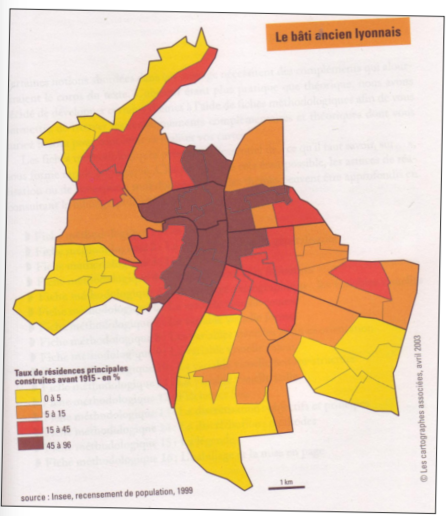 Le bâti ancien lyonnais
Taux de résidences principales
construites avant 1915 - en %
0 à 5
5 à 15
15 à 45
45 à 96
source : Insee, recensement de population, 1999
1 km
© Les cartographes associées, avril 2003